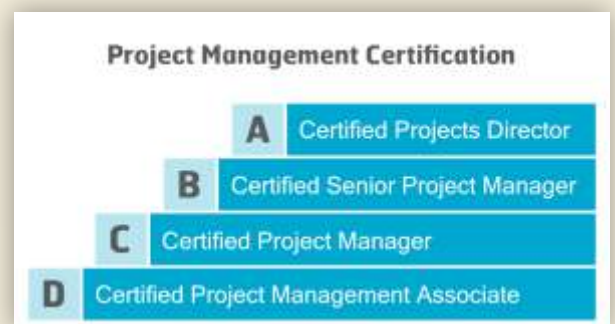 Project Management Certification
A Certified Projects Director
B Certified Senior Project Manager
C Certified Project Manager
D Certified Project Management Associate